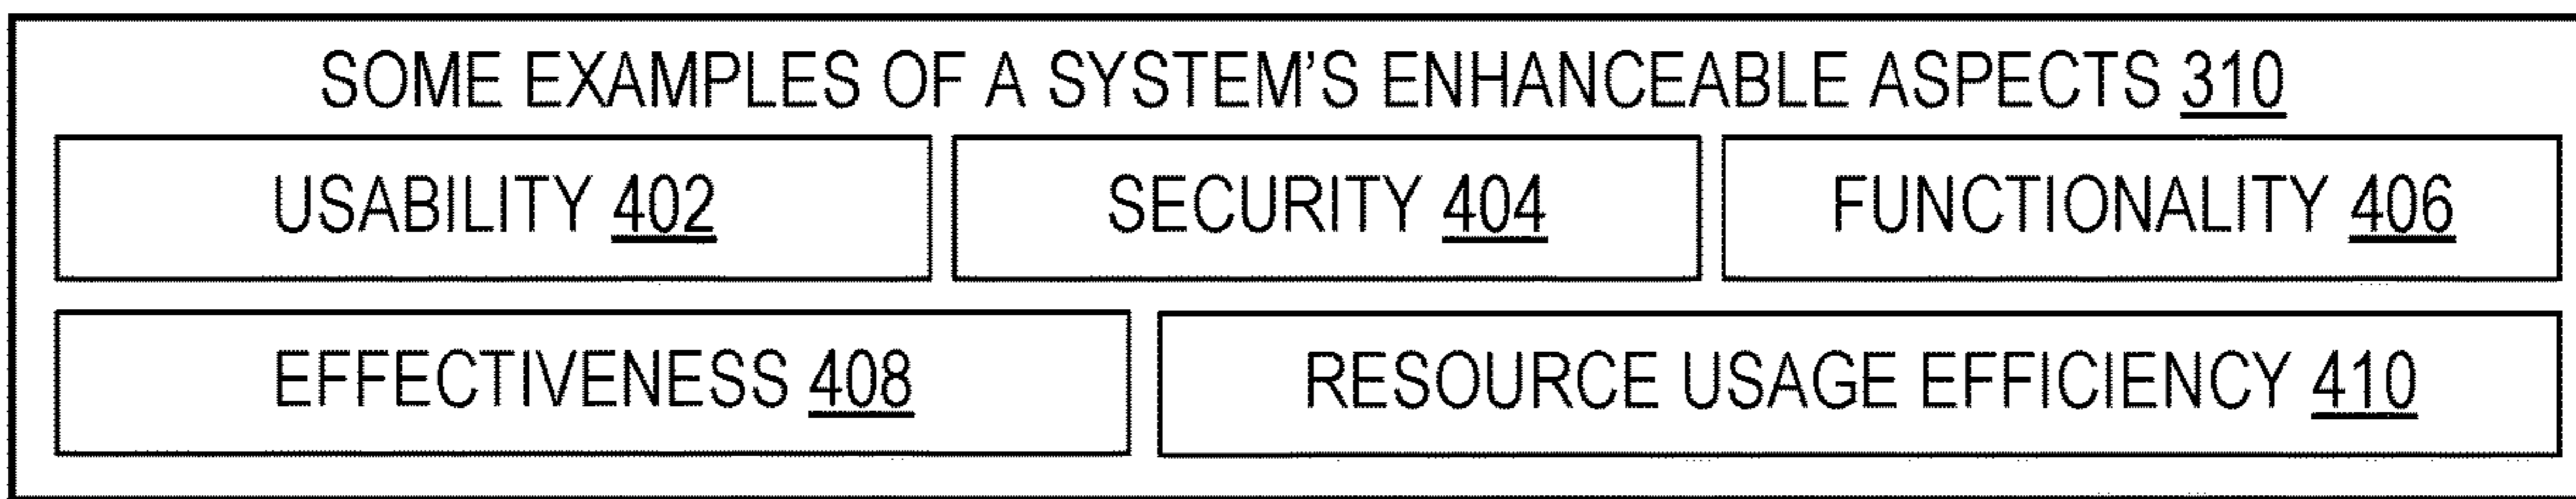 SOME EXAMPLES OF A SYSTEM'S ENHANCEABLE ASPECTS 310
USABILITY 402 SECURITY 404 FUNCTIONALITY 406
EFFECTIVENESS 408 RESOURCE USAGE EFFICIENCY 410